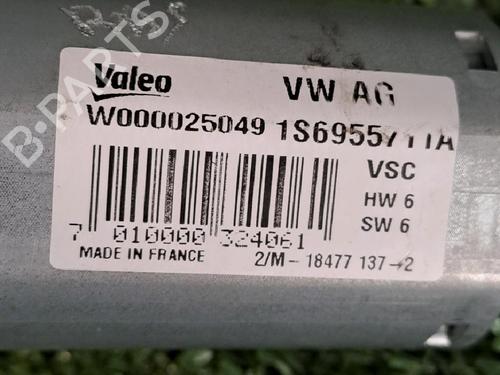 B-PARTS
Valeo VW AG
W000025049 1S6955711A
VSC
HW 6
SW 6
7 010000 324061
MADE IN FRANCE 2/M - 18477 137→2